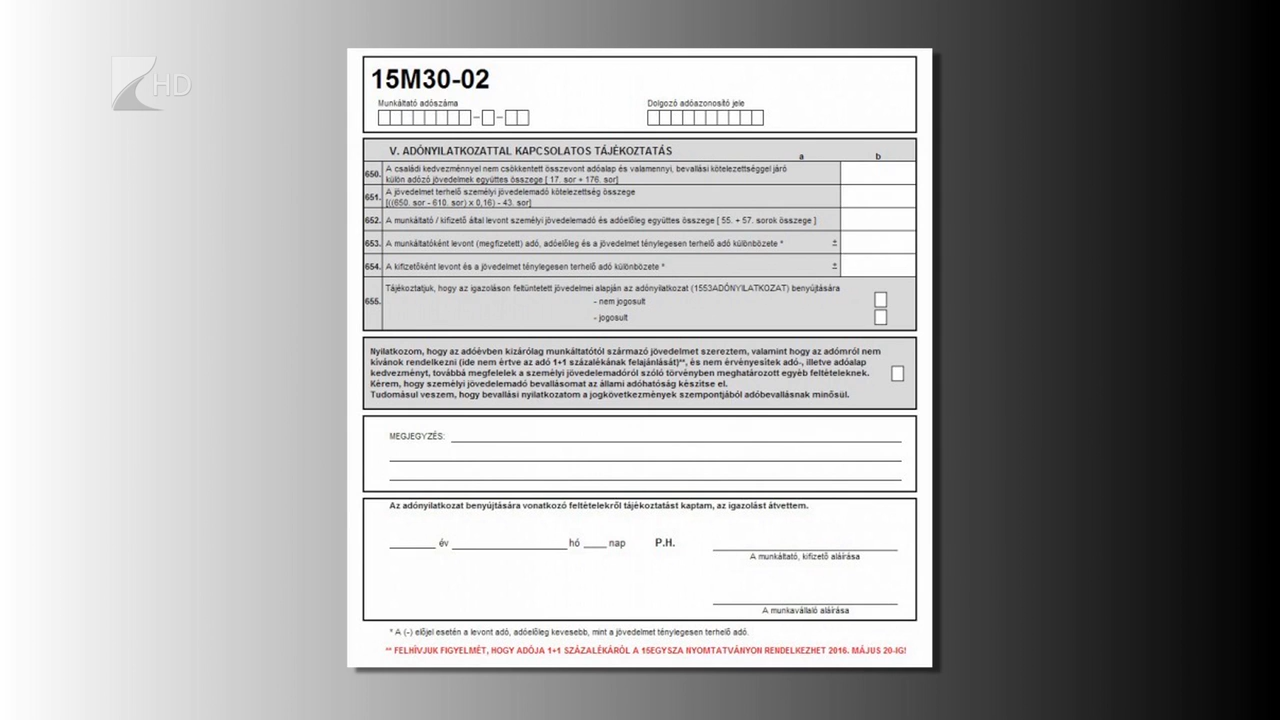 HD
15M30-02
Munkáltató adószáma
Dolgozó adóazonosító jele
V. ADÓNYILATKOZATTAL KAPCSOLATOS TÁJÉKOZTATÁS
a b
650. A családi kedvezménnyel nem csökkentett összevont adóalap és valamennyi, bevallási kötelezettséggel járó
külön adózó jövedelmek együttes összege [ 17. sor + 176. sor]
651. A jövedelmet terhelő személyi jövedelemadó kötelezettség összege
[((650. sor - 610. sor) x 0,16) - 43. sor]
652. A munkáltató / kifizető által levont személyi jövedelemadó és adóelőleg együttes összege [ 55. + 57. sorok összege ]
653. A munkáltatóként levont (megfizetett) adó, adóelőleg és a jövedelmet ténylegesen terhelő adó különbözete * ±
654. A kifizetőként levont és a jövedelmet ténylegesen terhelő adó különbözete * ±
655. Tájékoztatjuk, hogy az igazoláson feltüntetett jövedelmei alapján az adónyilatkozat (1553ADÓNYILATKOZAT) benyújtására
- nem jogosult
- jogosult
Nyilatkozom, hogy az adóévben kizárólag munkáltatótól származó jövedelmet szereztem, valamint hogy az adómról nem
kívánok rendelkezni (ide nem értve az adó 1+1 százalékának felajánlását)**, és nem érvényesítek adó-, illetve adóalap
kedvezményt, továbbá megfelelek a személyi jövedelemadóról szóló törvényben meghatározott egyéb feltételeknek.
Kérem, hogy személyi jövedelemadó bevallásomat az állami adóhatóság készítse el.
Tudomásul veszem, hogy bevallási nyilatkozatom a jogkövetkezmények szempontjából adóbevallásnak minősül.
MEGJEGYZÉS:
Az adónyilatkozat benyújtására vonatkozó feltételekről tájékoztatást kaptam, az igazolást átvettem.
év hó nap P.H.
A munkáltató, kifizető aláírása
A munkavállaló aláírása
* A (-) előjel esetén a levont adó, adóelőleg kevesebb, mint a jövedelmet ténylegesen terhelő adó.
** FELHÍVJUK FIGYELMÉT, HOGY ADÓJA 1+1 SZÁZALÉKÁRÓL A 15EGYSZA NYOMTATVÁNYON RENDELKEZHET 2016. MÁJUS 20-IG!